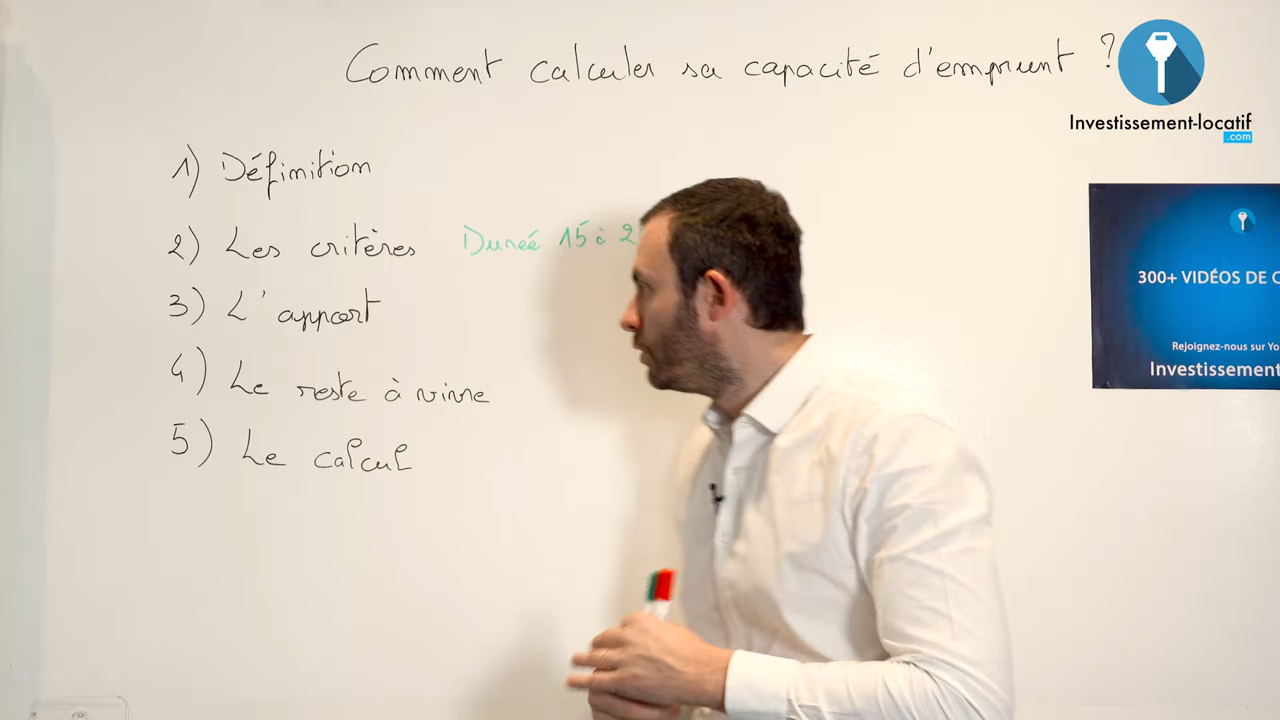 Comment calculer sa capacité d'emprunt ?
Investissement-locatif
.com
1) Définition
2) Les critères Dureé 15 à 2
3) L'apport
4) Le reste à vivre
5) Le calcul
300+ VIDÉOS DE C
Rejoignez-nous sur Yo
Investissement